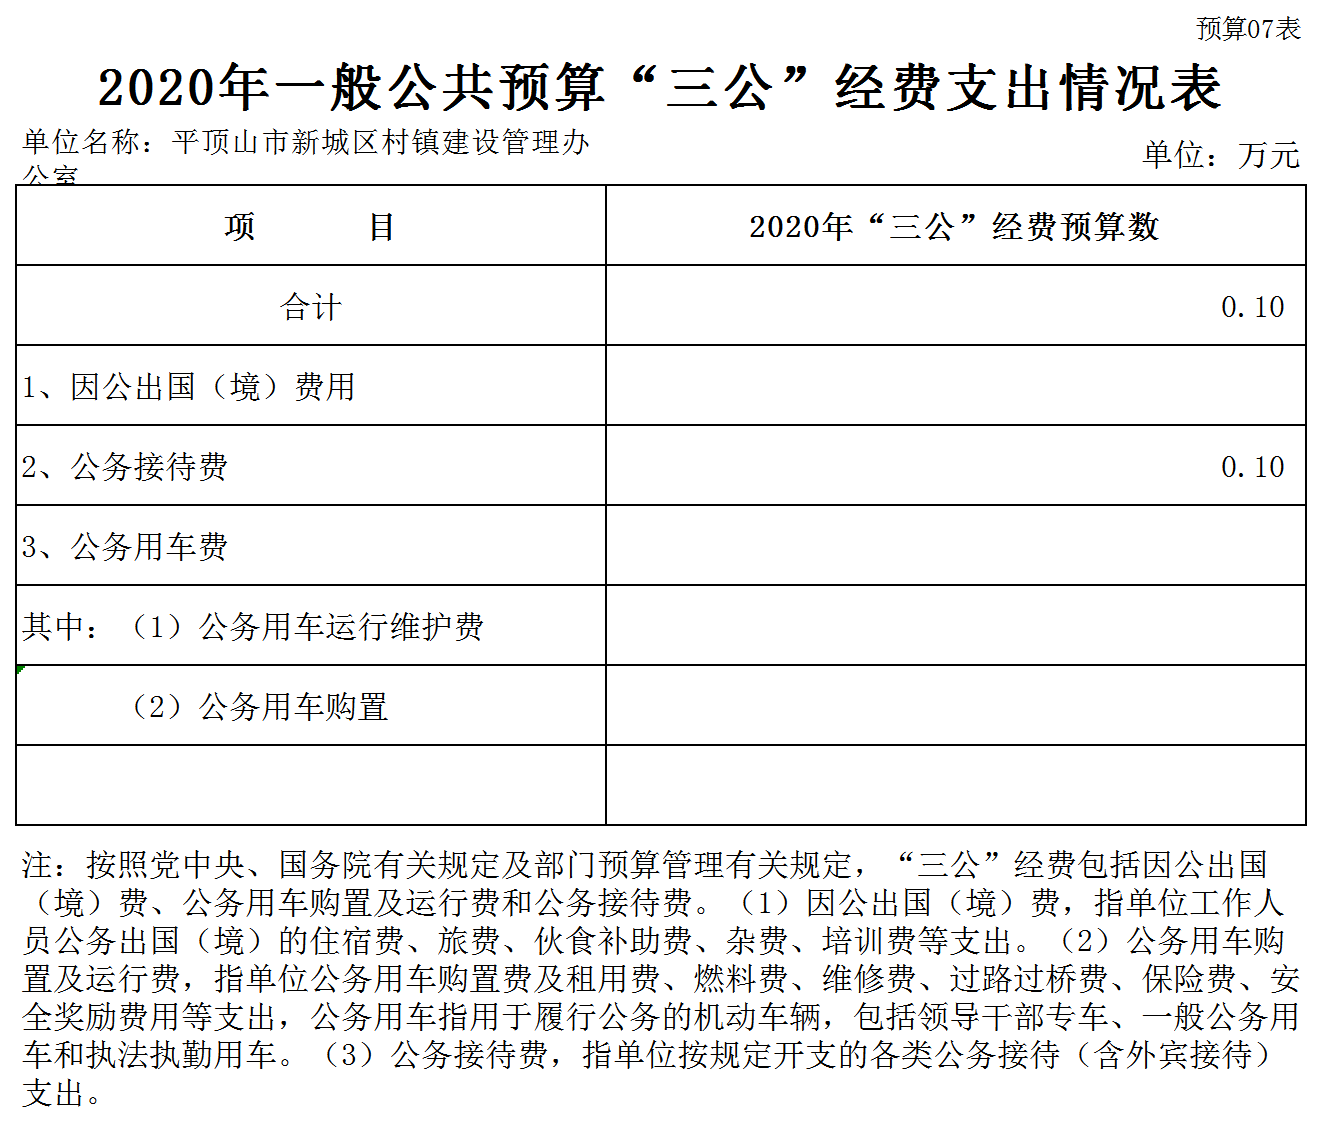 预算07表
2020年一般公共预算“三公”经费支出情况表
单位名称：平顶山市新城区村镇建设管理办
公室
单位：万元
项 目 2020年“三公”经费预算数
合计 0.10
1、因公出国（境）费用
2、公务接待费 0.10
3、公务用车费
其中：（1）公务用车运行维护费
（2）公务用车购置
注：按照党中央、国务院有关规定及部门预算管理有关规定，“三公”经费包括因公出国
（境）费、公务用车购置及运行费和公务接待费。（1）因公出国（境）费，指单位工作人
员公务出国（境）的住宿费、旅费、伙食补助费、杂费、培训费等支出。（2）公务用车购
置及运行费，指单位公务用车购置费及租用费、燃料费、维修费、过路过桥费、保险费、安
全奖励费用等支出，公务用车指用于履行公务的机动车辆，包括领导干部专车、一般公务用
车和执法执勤用车。（3）公务接待费，指单位按规定开支的各类公务接待（含外宾接待）
支出。